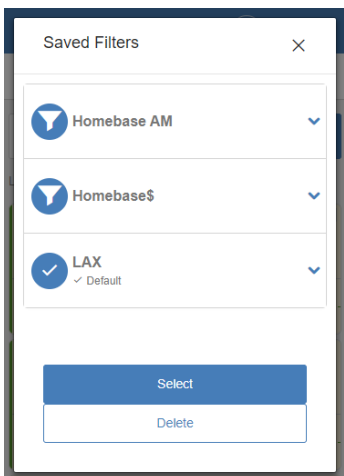 Saved Filters
Homebase AM
Homebase$
LAX
Default
Select
Delete